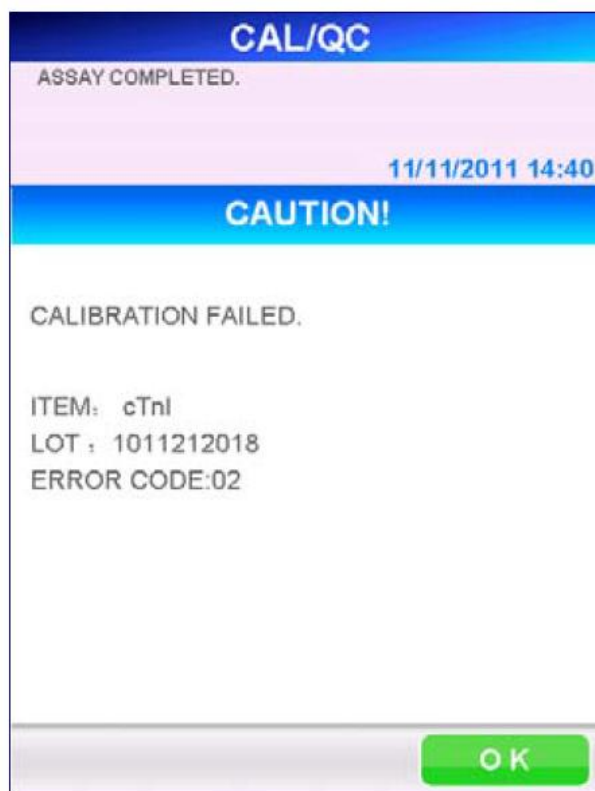 CAL/QC
ASSAY COMPLETED.
11/11/2011 14:40
CAUTION!
CALIBRATION FAILED.
ITEM: cTnI
LOT : 1011212018
ERROR CODE:02
OK